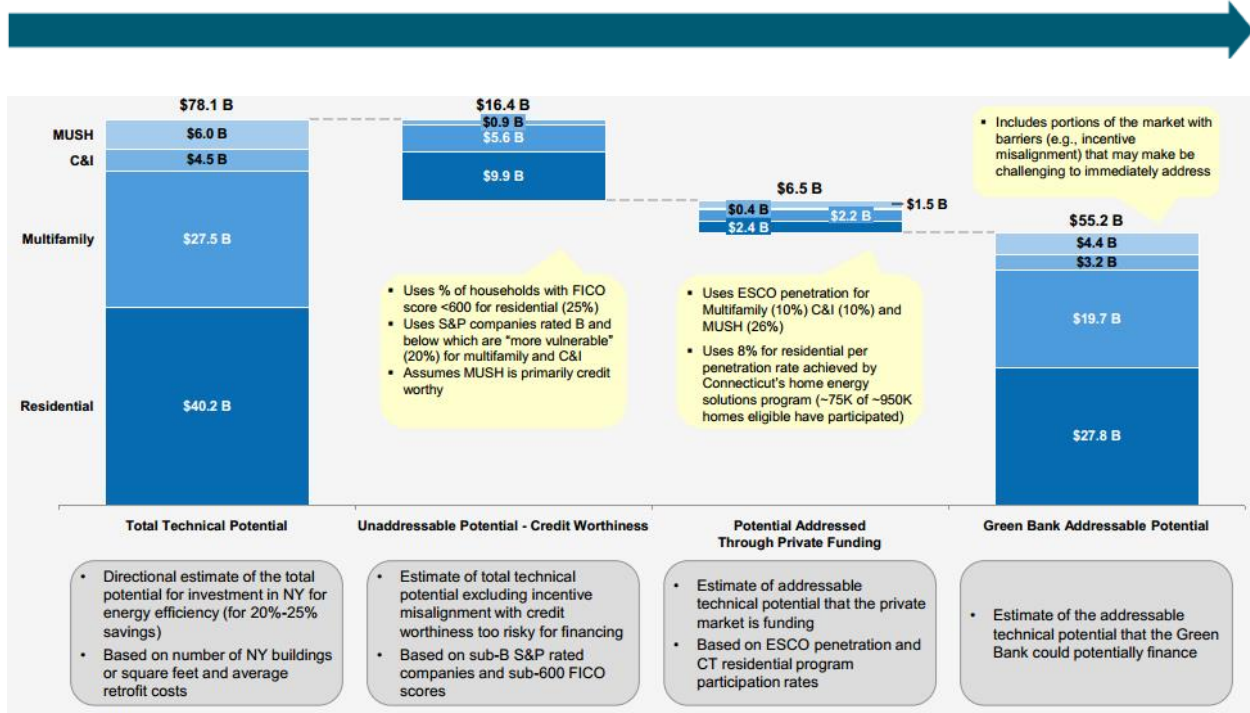 $78.1 B
MUSH
$6.0 B
C&I
$4.5 B
Multifamily
$27.5 B
Residential
$40.2 B
Total Technical Potential
$16.4 B
$0.9 B
$5.6 B
$9.9 B
▪ Uses % of households with FICO
score <600 for residential (25%)
▪ Uses S&P companies rated B and
below which are “more vulnerable”
(20%) for multifamily and C&I
▪ Assumes MUSH is primarily credit
worthy
Unaddressable Potential - Credit Worthiness
$6.5 B
$1.5 B
$0.4 B
$2.2 B
$2.4 B
▪ Uses ESCO penetration for
Multifamily (10%) C&I (10%) and
MUSH (26%)
▪ Uses 8% for residential per
penetration rate achieved by
Connecticut’s home energy
solutions program (~75K of ~950K
homes eligible have participated)
Potential Addressed
Through Private Funding
▪ Includes portions of the market with
barriers (e.g., incentive
misalignment) that may make be
challenging to immediately address
$55.2 B
$4.4 B
$3.2 B
$19.7 B
$27.8 B
Green Bank Addressable Potential
• Directional estimate of the total
potential for investment in NY for
energy efficiency (for 20%-25%
savings)
• Based on number of NY buildings
or square feet and average
retrofit costs
• Estimate of total technical
potential excluding incentive
misalignment with credit
worthiness too risky for financing
• Based on sub-B S&P rated
companies and sub-600 FICO
scores
• Estimate of addressable
technical potential that the private
market is funding
• Based on ESCO penetration and
CT residential program
participation rates
• Estimate of the addressable
technical potential that the Green
Bank could potentially finance